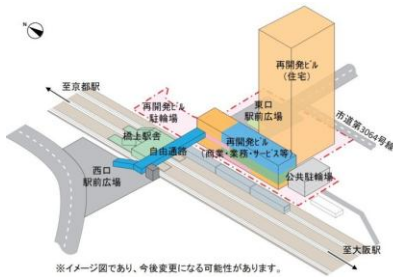 N
再開発ビル
(住宅)
至京都駅
再開発ビル
駐輪場
東口
駅前広場
市道第3064号線
橋上駅舎
自由通路
再開発ビル
(商業・業務・サービス等)
西口
駅前広場
公共駐輪場
至大阪駅
※イメージ図であり、今後変更になる可能性があります。